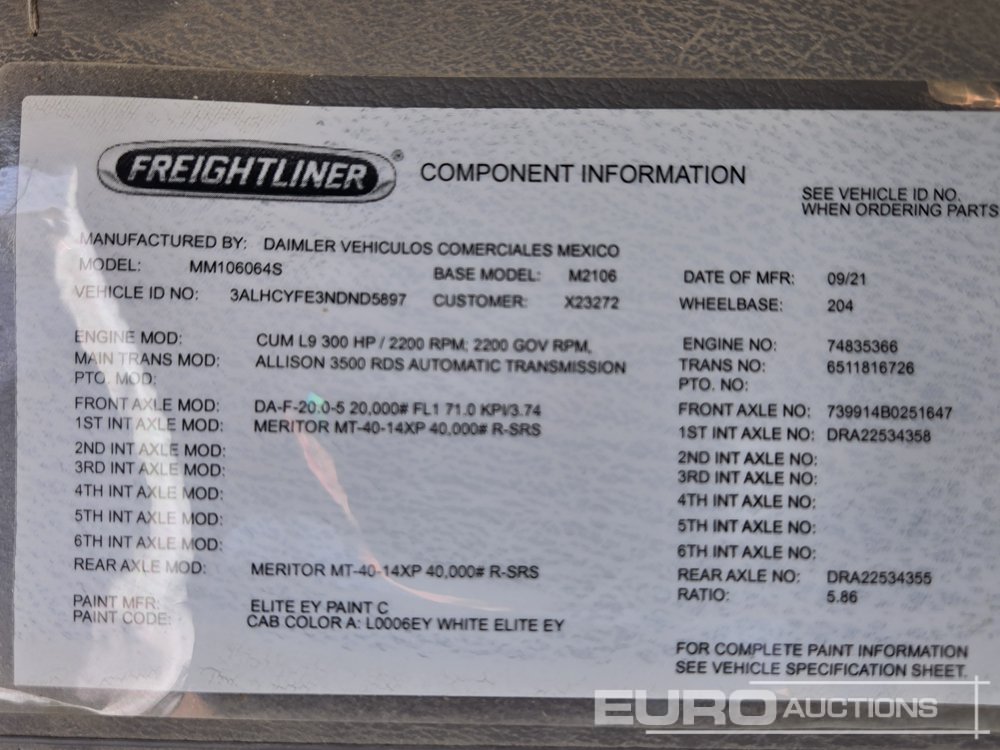 FREIGHTLINER® COMPONENT INFORMATION
SEE VEHICLE ID NO.
WHEN ORDERING PARTS
MANUFACTURED BY: DAIMLER VEHICULOS COMERCIALES MEXICO
MODEL: MM106064S BASE MODEL: M2106 DATE OF MFR: 09/21
VEHICLE ID NO: 3ALHCYFE3NDND5897 CUSTOMER: X23272 WHEELBASE: 204
ENGINE MOD: CUM L9 300 HP / 2200 RPM; 2200 GOV RPM, ENGINE NO: 74835366
MAIN TRANS MOD: ALLISON 3500 RDS AUTOMATIC TRANSMISSION TRANS NO: 6511816726
PTO. MOD: PTO. NO:
FRONT AXLE MOD: DA-F-20.0-5 20,000# FL1 71.0 KPI/3.74 FRONT AXLE NO: 739914B0251647
1ST INT AXLE MOD: MERITOR MT-40-14XP 40,000# R-SRS 1ST INT AXLE NO: DRA22534358
2ND INT AXLE MOD: 2ND INT AXLE NO:
3RD INT AXLE MOD: 3RD INT AXLE NO:
4TH INT AXLE MOD: 4TH INT AXLE NO:
5TH INT AXLE MOD: 5TH INT AXLE NO:
6TH INT AXLE MOD: 6TH INT AXLE NO:
REAR AXLE MOD: MERITOR MT-40-14XP 40,000# R-SRS REAR AXLE NO: DRA22534355
RATIO: 5.86
PAINT MFR: ELITE EY PAINT C
PAINT CODE: CAB COLOR A: L0006EY WHITE ELITE EY
FOR COMPLETE PAINT INFORMATION
SEE VEHICLE SPECIFICATION SHEET.
EURO AUCTIONS